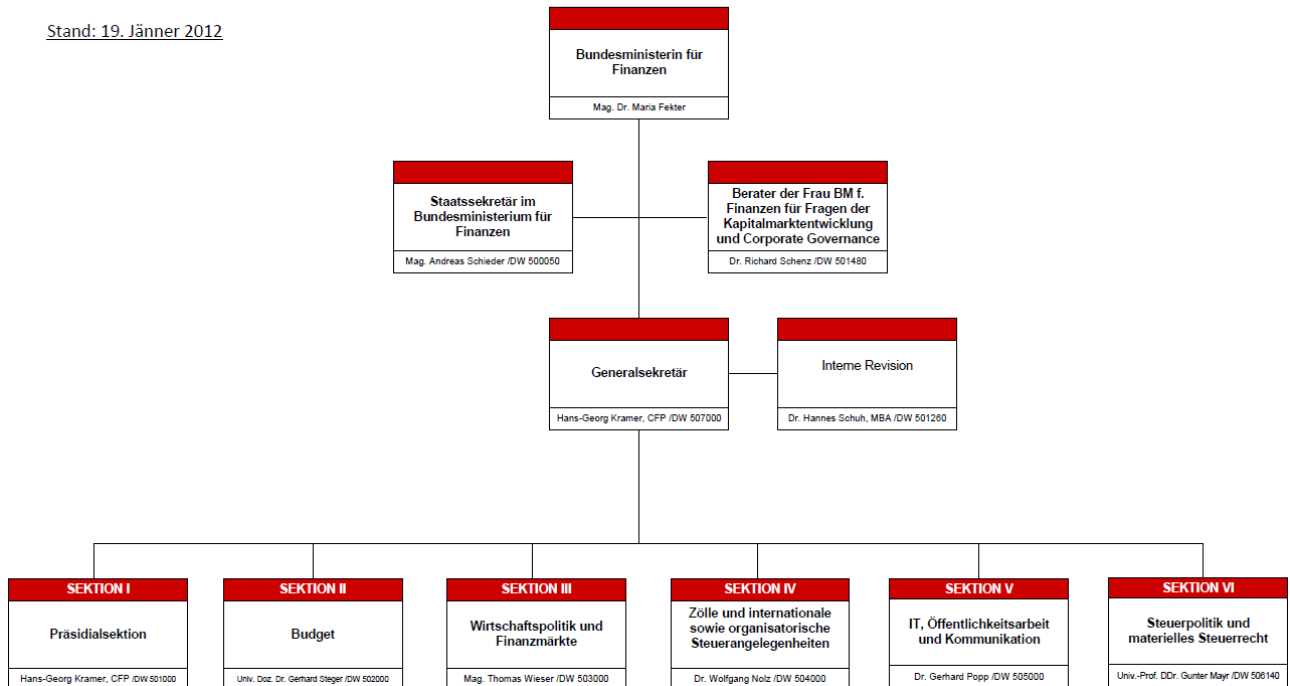 Stand: 19. Jänner 2012
Bundesministerin für
Finanzen
Mag. Dr. Maria Fekter
Staatssekretär im
Bundesministerium für
Finanzen
Mag. Andreas Schieder /DW 500050
Berater der Frau BM f.
Finanzen für Fragen der
Kapitalmarktentwicklung
und Corporate Governance
Dr. Richard Schenz /DW 501480
Generalsekretär
Hans-Georg Kramer, CFP /DW 507000
Interne Revision
Dr. Hannes Schuh, MBA /DW 501260
SEKTION I
Präsidialsektion
Hans-Georg Kramer, CFP /DW 501000
SEKTION II
Budget
Univ. Doz. Dr. Gerhard Steger /DW 502000
SEKTION III
Wirtschaftspolitik und
Finanzmärkte
Mag. Thomas Wieser /DW 503000
SEKTION IV
Zölle und internationale
sowie organisatorische
Steuerangelegenheiten
Dr. Wolfgang Nolz /DW 504000
SEKTION V
IT, Öffentlichkeitsarbeit
und Kommunikation
Dr. Gerhard Popp /DW 505000
SEKTION VI
Steuerpolitik und
materielles Steuerrecht
Univ.-Prof. DDr. Gunter Mayr /DW 506140